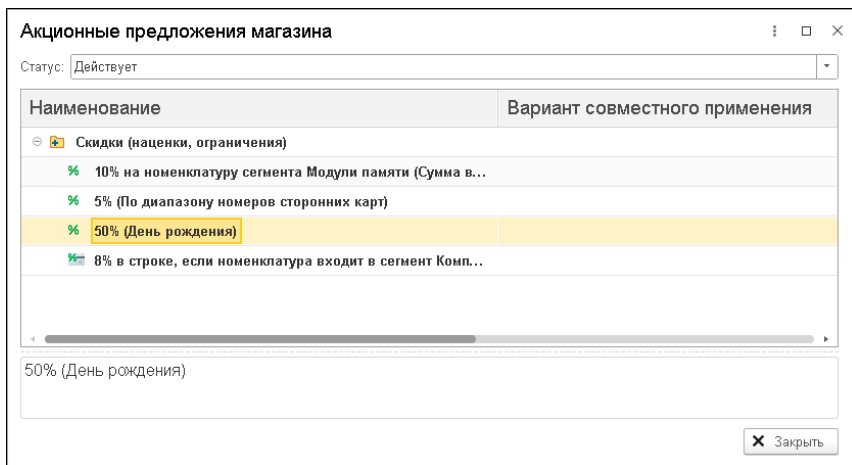 Акционные предложения магазина
Статус: Действует
Наименование Вариант совместного применения
Скидки (наценки, ограничения)
10% на номенклатуру сегмента Модули памяти (Сумма в...
5% (По диапазону номеров сторонних карт)
50% (День рождения)
8% в строке, если номенклатура входит в сегмент Комп...
50% (День рождения)
Закрыть